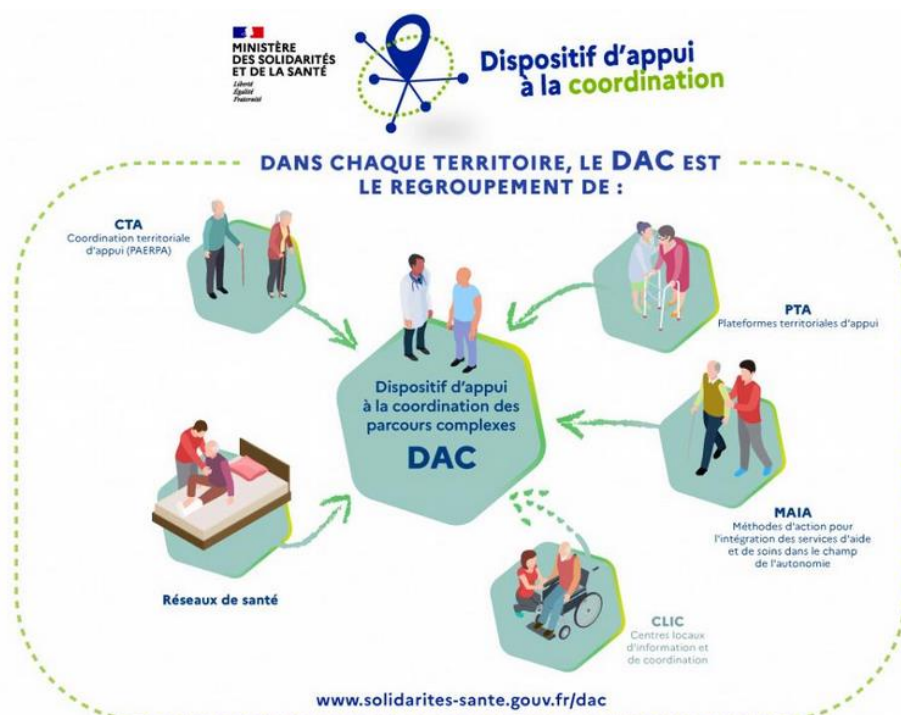 MINISTÈRE
DES SOLIDARITÉS
ET DE LA SANTÉ
Liberté
Égalité
Fraternité
Dispositif d'appui
à la coordination
DANS CHAQUE TERRITOIRE, LE DAC EST
LE REGROUPEMENT DE :
CTA
Coordination territoriale
d'appui (PAERPA)
PTA
Plateformes territoriales d'appui
Dispositif d'appui
à la coordination des
parcours complexes
DAC
MAIA
Méthodes d'action pour
l'intégration des services d'aide
et de soins dans le champ
de l'autonomie
Réseaux de santé
CLIC
Centres locaux
d'information et
de coordination
www.solidarites-sante.gouv.fr/dac